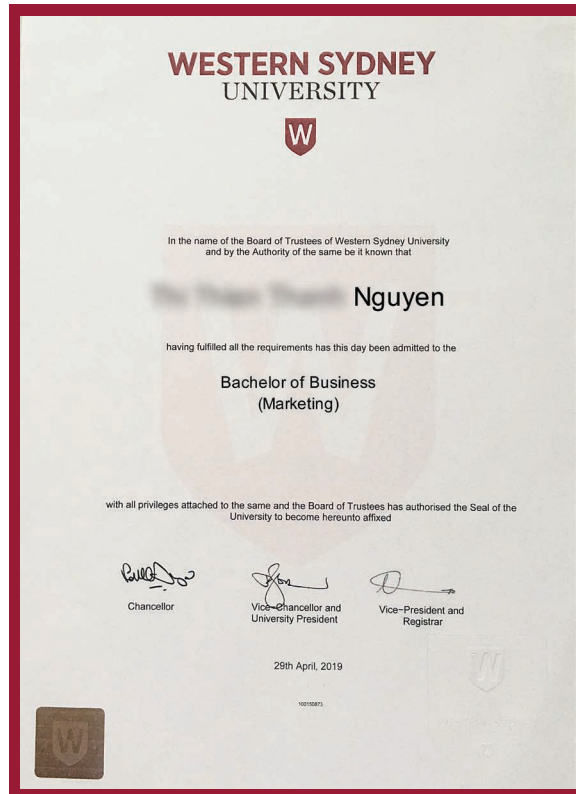 WESTERN SYDNEY
UNIVERSITY
W
In the name of the Board of Trustees of Western Sydney University
and by the Authority of the same be it known that
Nguyen
having fulfilled all the requirements has this day been admitted to the
Bachelor of Business
(Marketing)
with all privileges attached to the same and the Board of Trustees has authorised the Seal of the
University to become hereunto affixed
Chancellor
Vice-Chancellor and
University President
Vice-President and
Registrar
29th April, 2019
W
W